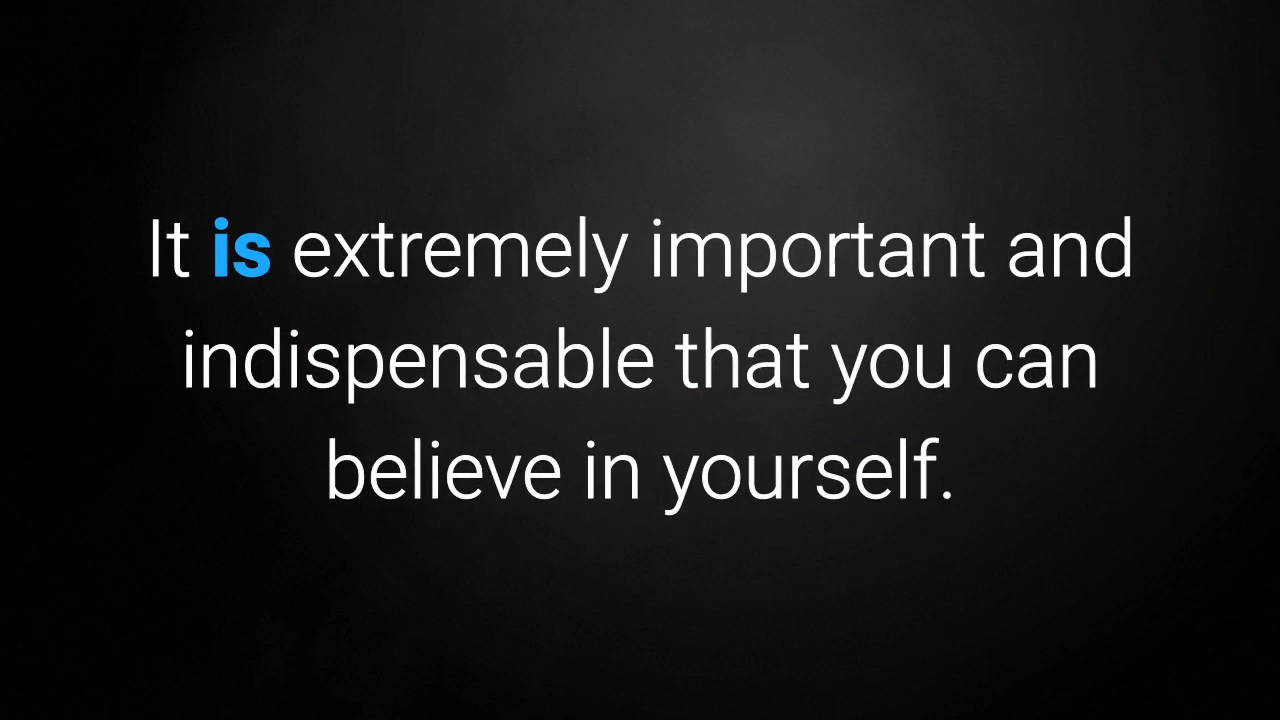 It is extremely important and
indispensable that you can
believe in yourself.